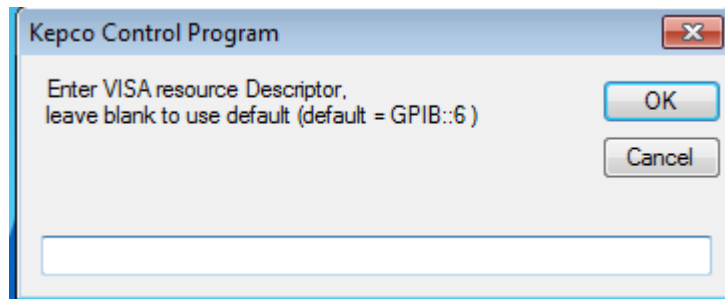 Kepco Control Program
Enter VISA resource Descriptor,
leave blank to use default (default = GPIB::6 )
OK
Cancel